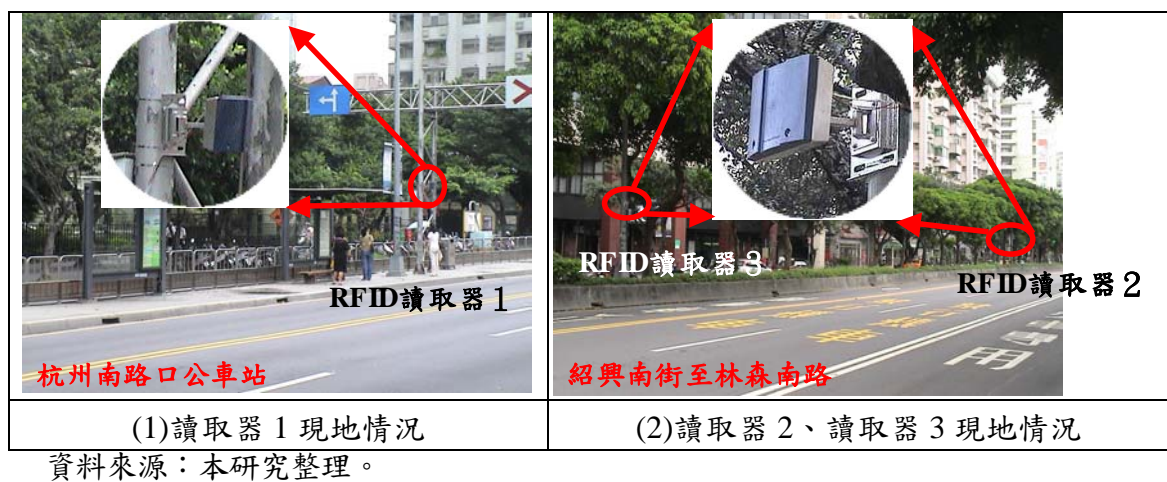 RFID讀取器1
杭州南路口公車站
RFID讀取器3
RFID讀取器2
紹興南街至林森南路
(1)讀取器 1 現地情況
(2)讀取器 2、讀取器 3 現地情況
資料來源：本研究整理。